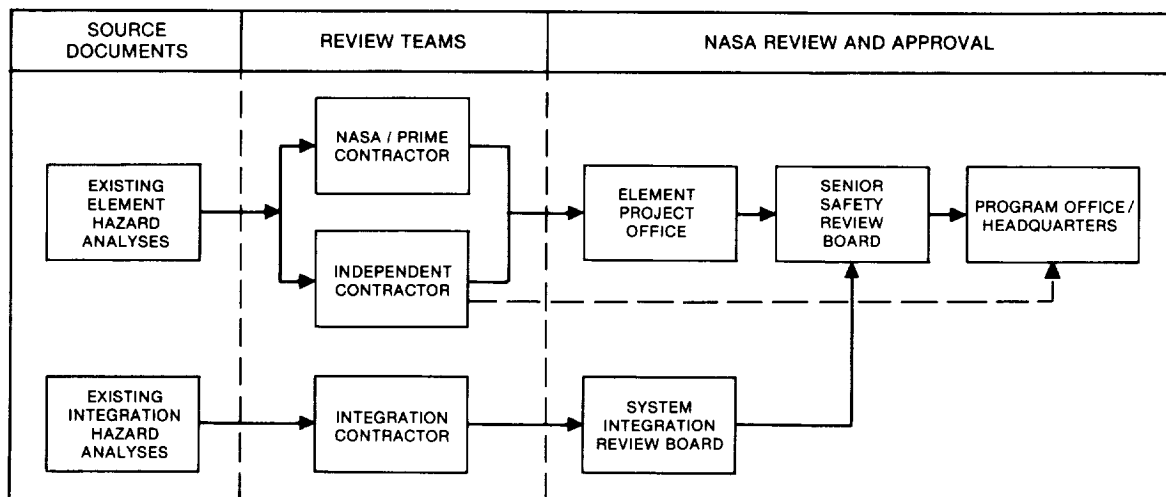 SOURCE
DOCUMENTS
REVIEW TEAMS
NASA REVIEW AND APPROVAL
EXISTING
ELEMENT
HAZARD
ANALYSES
NASA / PRIME
CONTRACTOR
INDEPENDENT
CONTRACTOR
ELEMENT
PROJECT
OFFICE
SENIOR
SAFETY
REVIEW
BOARD
PROGRAM OFFICE /
HEADQUARTERS
EXISTING
INTEGRATION
HAZARD
ANALYSES
INTEGRATION
CONTRACTOR
SYSTEM
INTEGRATION
REVIEW BOARD